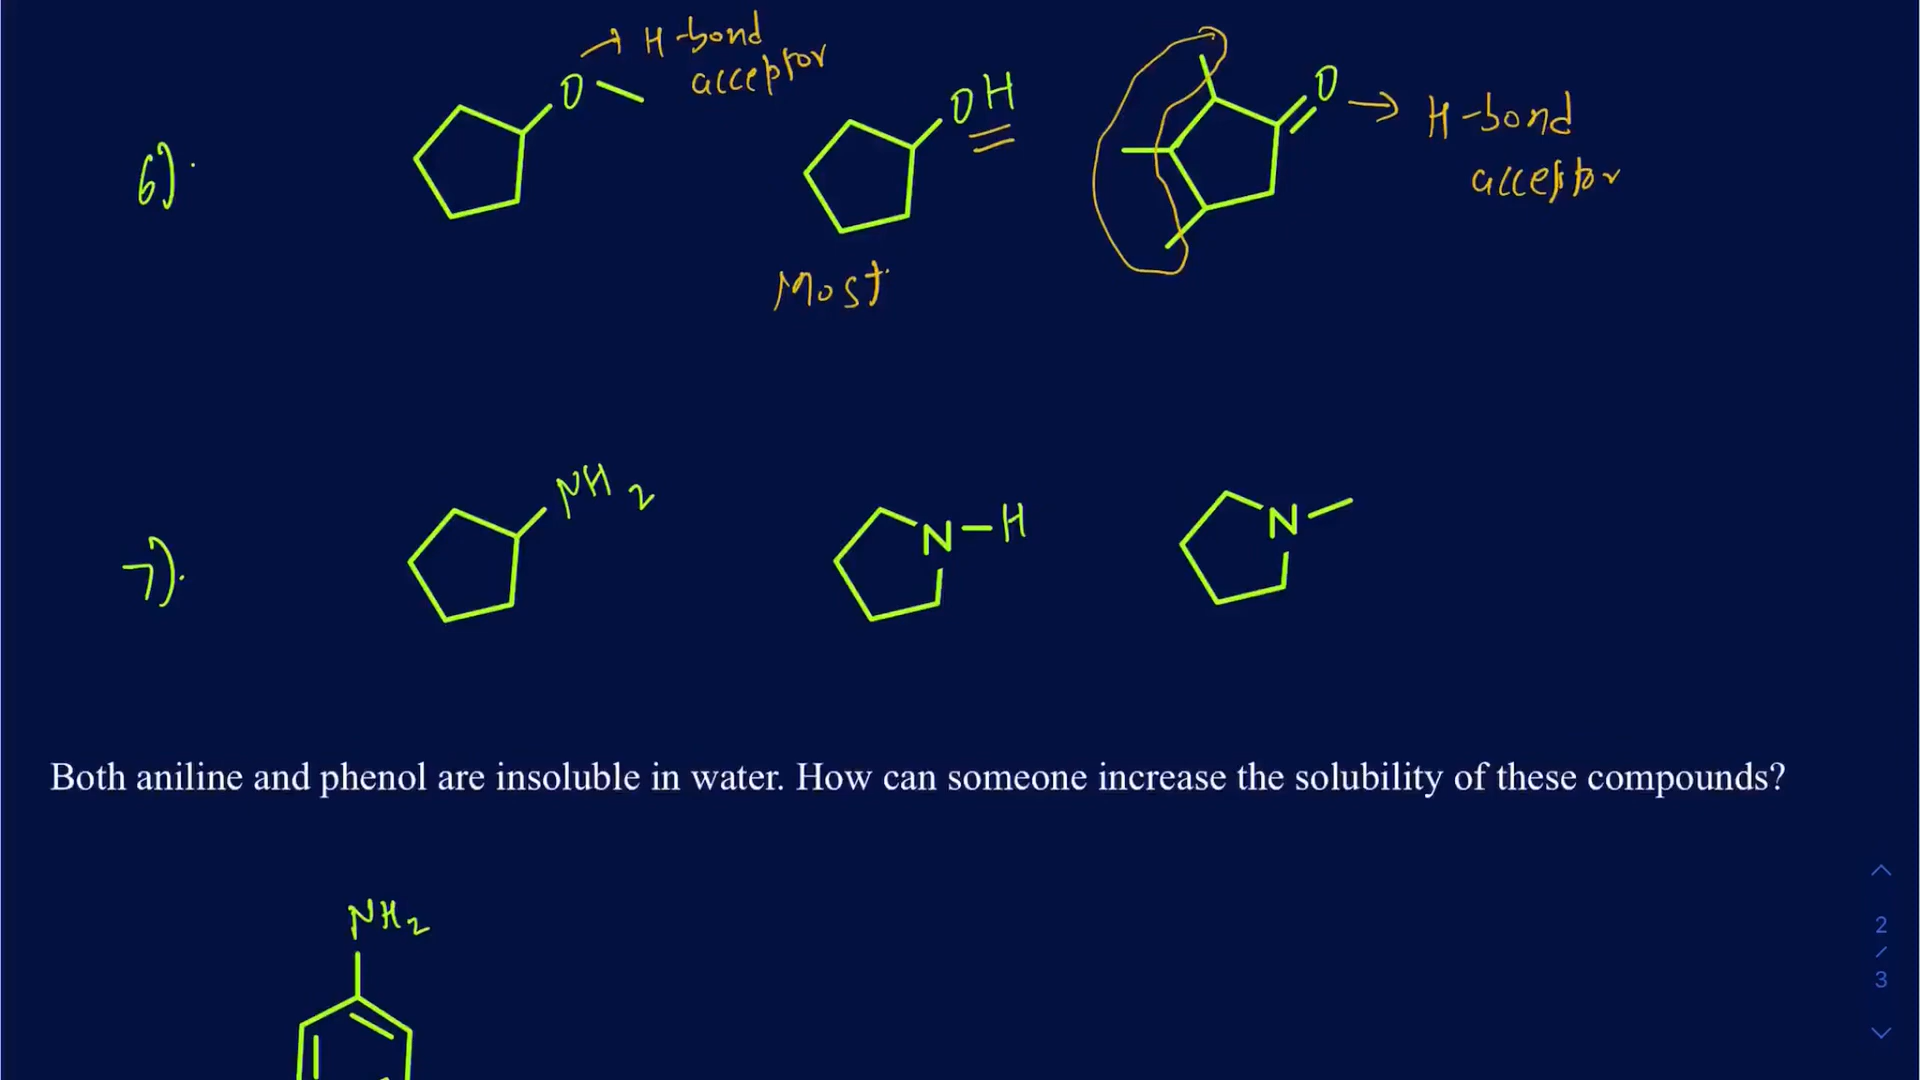 → H-bond
acceptor
O
OH
O → H-bond
acceptor
6).
Most
NH2
N-H
N
7).
Both aniline and phenol are insoluble in water. How can someone increase the solubility of these compounds?
NH2
2
/
3